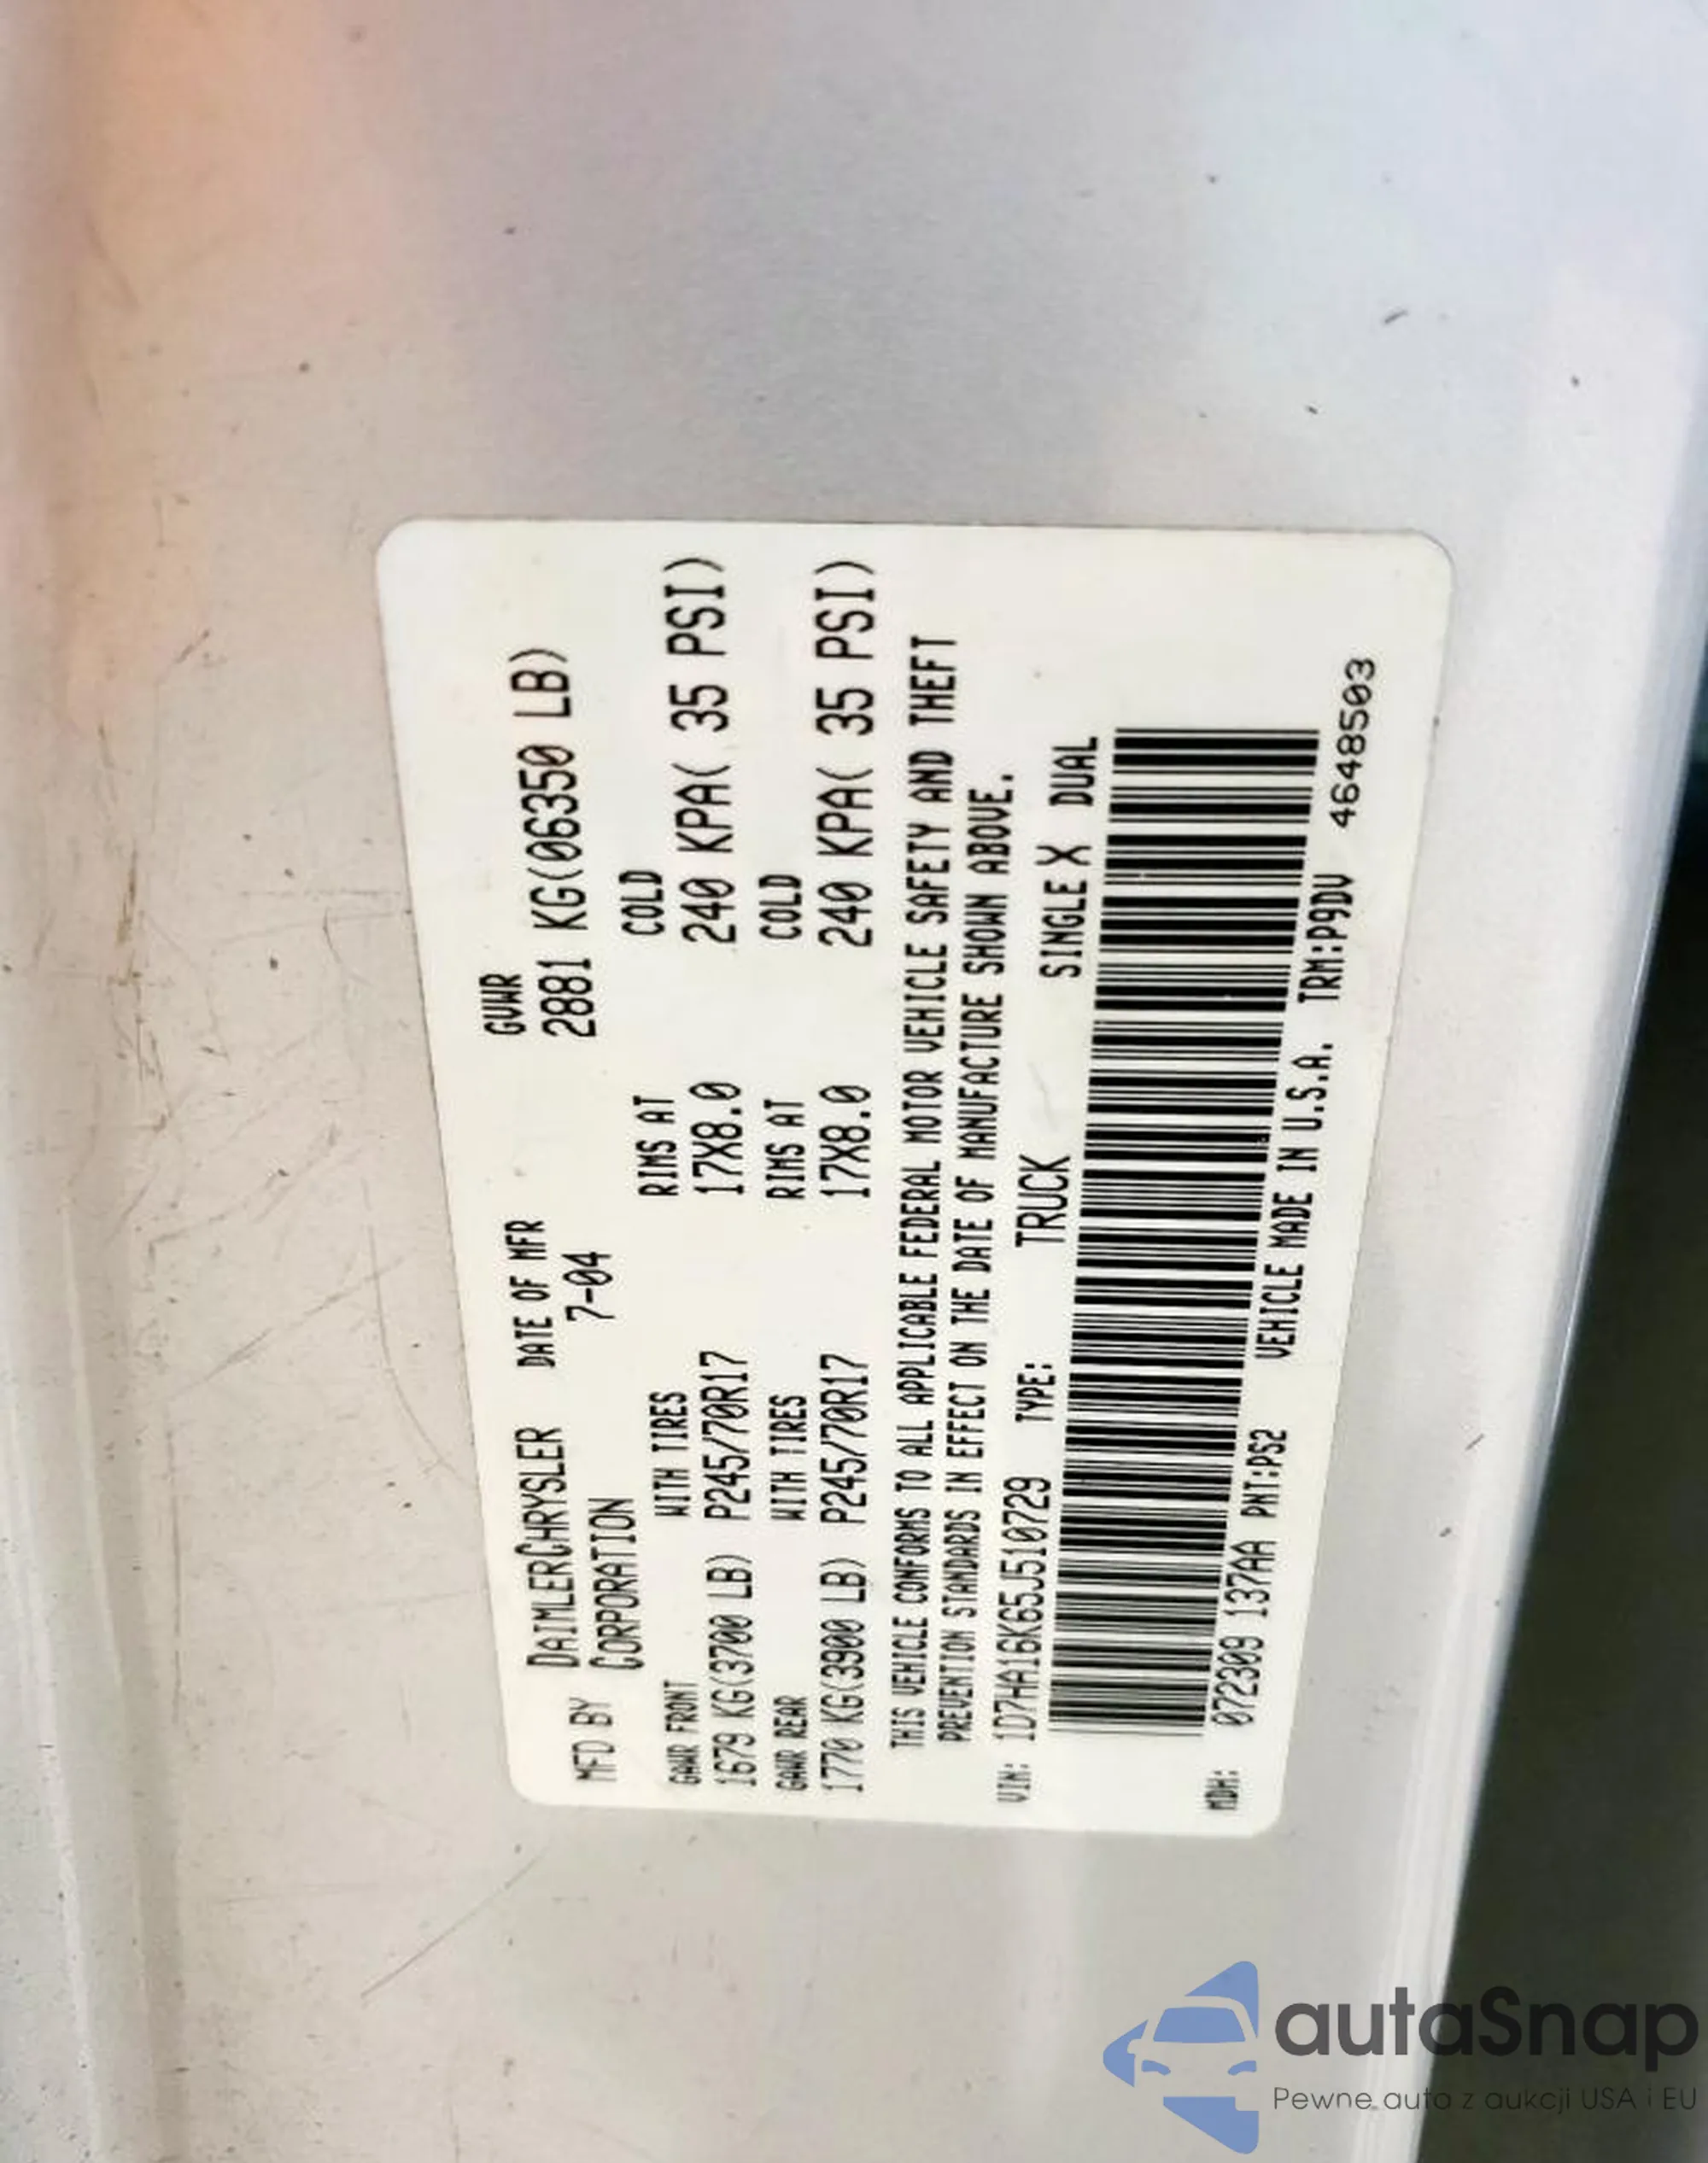 MFD BY DAIMLERCHRYSLER DATE OF MFR GVWR
CORPORATION 7-04 2881 KG(06350 LB)
GAWR FRONT WITH TIRES RIMS AT COLD
1679 KG(3700 LB) P245/70R17 17X8.0 240 KPA( 35 PSI)
GAWR REAR WITH TIRES RIMS AT COLD
1770 KG(3900 LB) P245/70R17 17X8.0 240 KPA( 35 PSI)
THIS VEHICLE CONFORMS TO ALL APPLICABLE FEDERAL MOTOR VEHICLE SAFETY AND THEFT
PREVENTION STANDARDS IN EFFECT ON THE DATE OF MANUFACTURE SHOWN ABOVE.
VIN: 1D7HA16K65J510729 TYPE: TRUCK SINGLE X DUAL
MDH: 072309 137AA PNT:PS2 VEHICLE MADE IN U.S.A. TRM:P9DV 4648503
autaSnap
Pewne auta z aukcji USA i EU